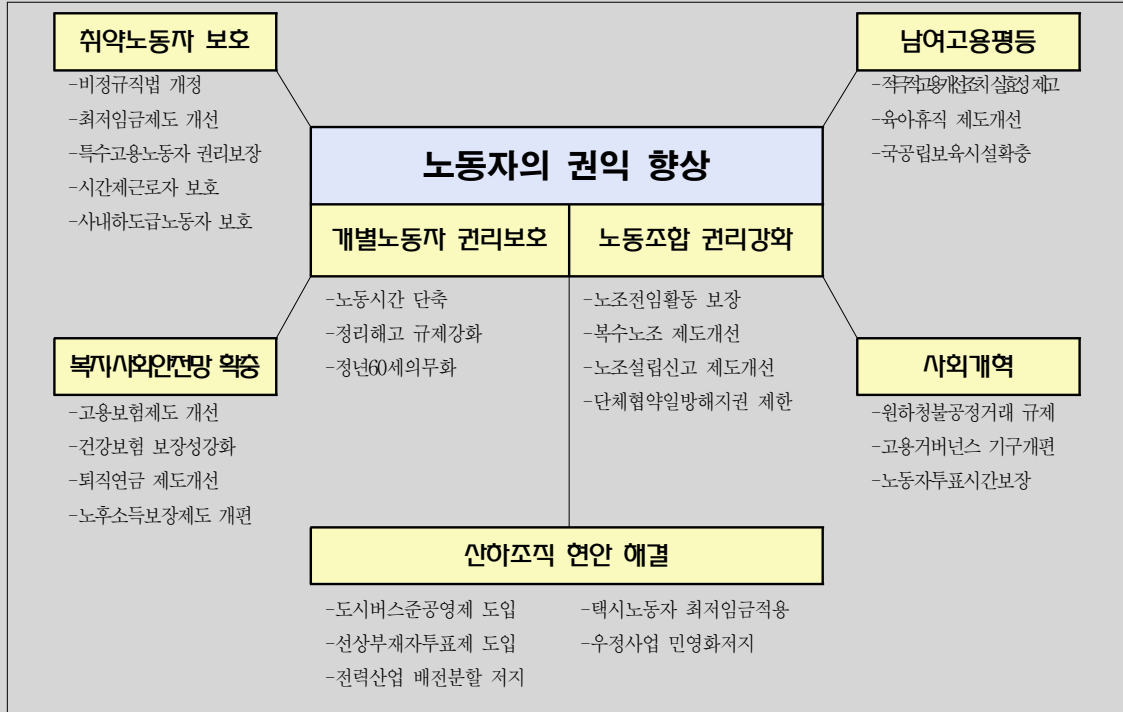 취약노동자 보호
-비정규직법 개정
-최저임금제도 개선
-특수고용노동자 권리보장
-시간제근로자 보호
-사내하도급노동자 보호
남여고용평등
-적극적고용개선조치 실효성 제고
-육아휴직 제도개선
-국공립보육시설확충
노동자의 권익 향상
개별노동자 권리보호
-노동시간 단축
-정리해고 규제강화
-정년60세의무화
노동조합 권리강화
-노조전임활동 보장
-복수노조 제도개선
-노조설립신고 제도개선
-단체협약일방해지권 제한
복지/사회안전망 확충
-고용보험제도 개선
-건강보험 보장성강화
-퇴직연금 제도개선
-노후소득보장제도 개편
사회개혁
-원하청불공정거래 규제
-고용거버넌스 기구개편
-노동자투표시간보장
산하조직 현안 해결
-도시버스준공영제 도입
-선상부재자투표제 도입
-전력산업 배전분할 저지
-택시노동자 최저임금적용
-우정사업 민영화저지